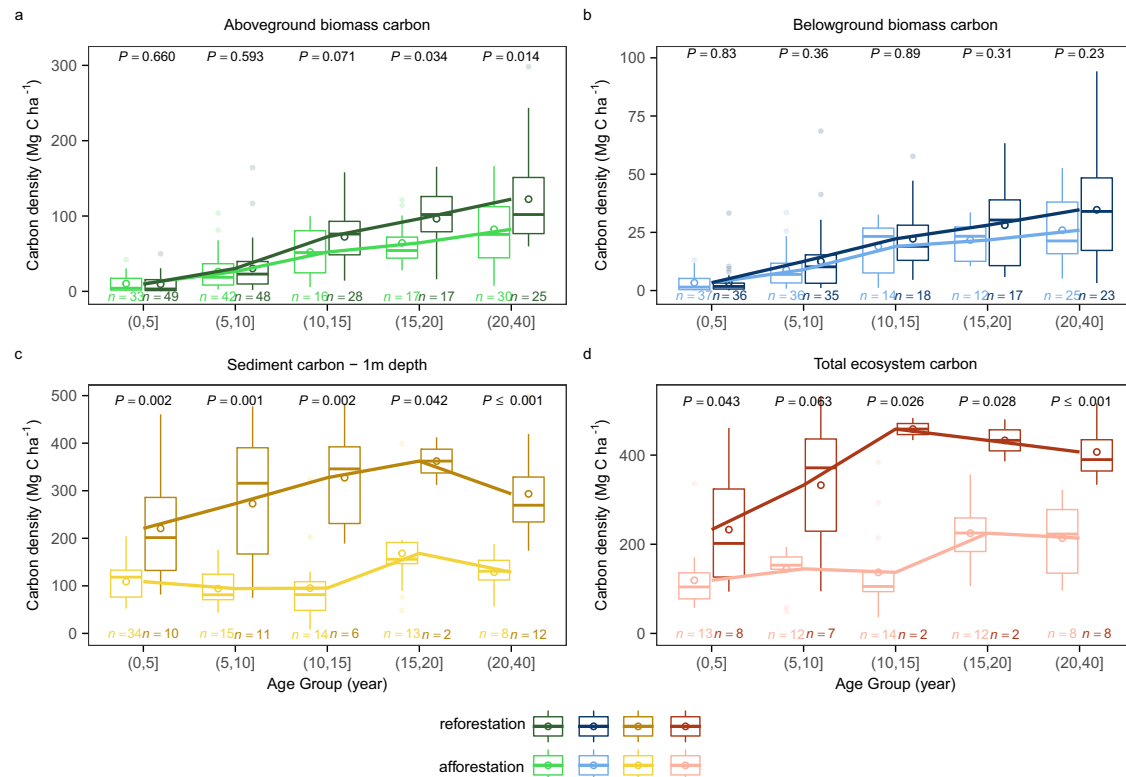 a
Aboveground biomass carbon
Carbon density (Mg C ha⁻¹)
300
200
100
0
P = 0.660 P = 0.593 P = 0.071 P = 0.034 P = 0.014
n = 33 n = 49 n = 42 n = 48 n = 16 n = 28 n = 17 n = 17 n = 30 n = 25
(0,5] (5,10] (10,15] (15,20] (20,40]
b
Belowground biomass carbon
Carbon density (Mg C ha⁻¹)
100
75
50
25
0
P = 0.83 P = 0.36 P = 0.89 P = 0.31 P = 0.23
n = 37 n = 36 n = 36 n = 35 n = 14 n = 18 n = 12 n = 17 n = 25 n = 23
(0,5] (5,10] (10,15] (15,20] (20,40]
c
Sediment carbon − 1m depth
Carbon density (Mg C ha⁻¹)
500
400
300
200
100
0
P = 0.002 P = 0.001 P = 0.002 P = 0.042 P ≤ 0.001
n = 34 n = 10 n = 15 n = 11 n = 14 n = 6 n = 13 n = 2 n = 8 n = 12
(0,5] (5,10] (10,15] (15,20] (20,40]
Age Group (year)
d
Total ecosystem carbon
Carbon density (Mg C ha⁻¹)
400
200
0
P = 0.043 P = 0.063 P = 0.026 P = 0.028 P ≤ 0.001
n = 13 n = 8 n = 12 n = 7 n = 14 n = 2 n = 12 n = 2 n = 8 n = 8
(0,5] (5,10] (10,15] (15,20] (20,40]
Age Group (year)
reforestation
afforestation